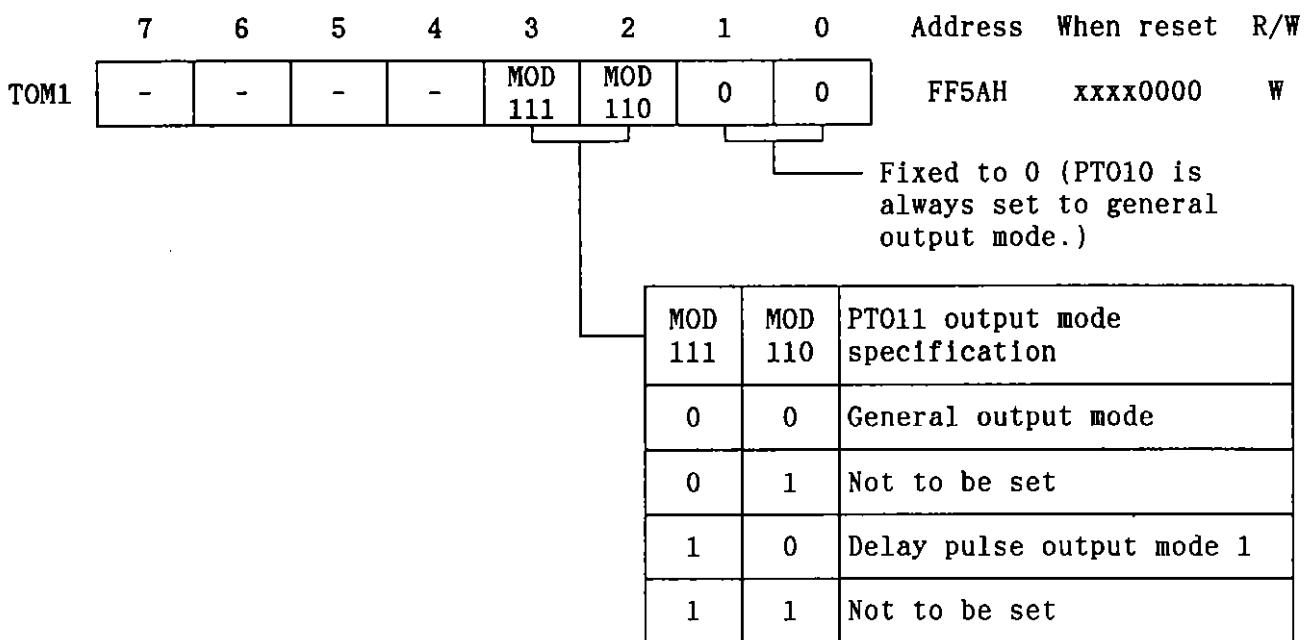 7 6 5 4 3 2 1 0 Address When reset R/W
TOM1 - - - - MOD 111 MOD 110 0 0 FF5AH xxxx0000 W
Fixed to 0 (PTO10 is
always set to general
output mode.)
MOD 111 MOD 110 PTO11 output mode
specification
0 0 General output mode
0 1 Not to be set
1 0 Delay pulse output mode 1
1 1 Not to be set